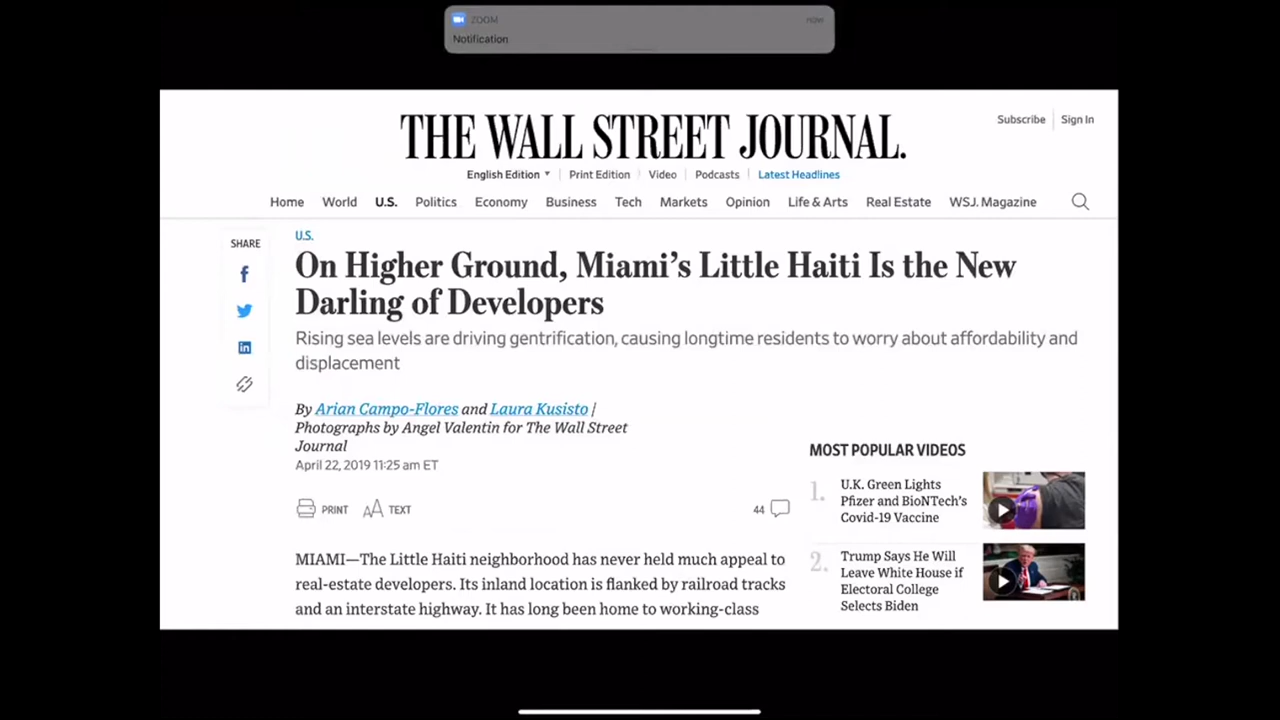 ZOOM
now
Notification
THE WALL STREET JOURNAL.
Subscribe
Sign In
English Edition
Print Edition
Video
Podcasts
Latest Headlines
Home
World
U.S.
Politics
Economy
Business
Tech
Markets
Opinion
Life & Arts
Real Estate
WSJ. Magazine
SHARE
U.S.
On Higher Ground, Miami's Little Haiti Is the New
Darling of Developers
Rising sea levels are driving gentrification, causing longtime residents to worry about affordability and
displacement
By Arian Campo-Flores and Laura Kusisto |
Photographs by Angel Valentin for The Wall Street
Journal
April 22, 2019 11:25 am ET
PRINT
AA TEXT
44
MIAMI—The Little Haiti neighborhood has never held much appeal to
real-estate developers. Its inland location is flanked by railroad tracks
and an interstate highway. It has long been home to working-class
MOST POPULAR VIDEOS
1.
U.K. Green Lights
Pfizer and BioNTech's
Covid-19 Vaccine
2.
Trump Says He Will
Leave White House if
Electoral College
Selects Biden